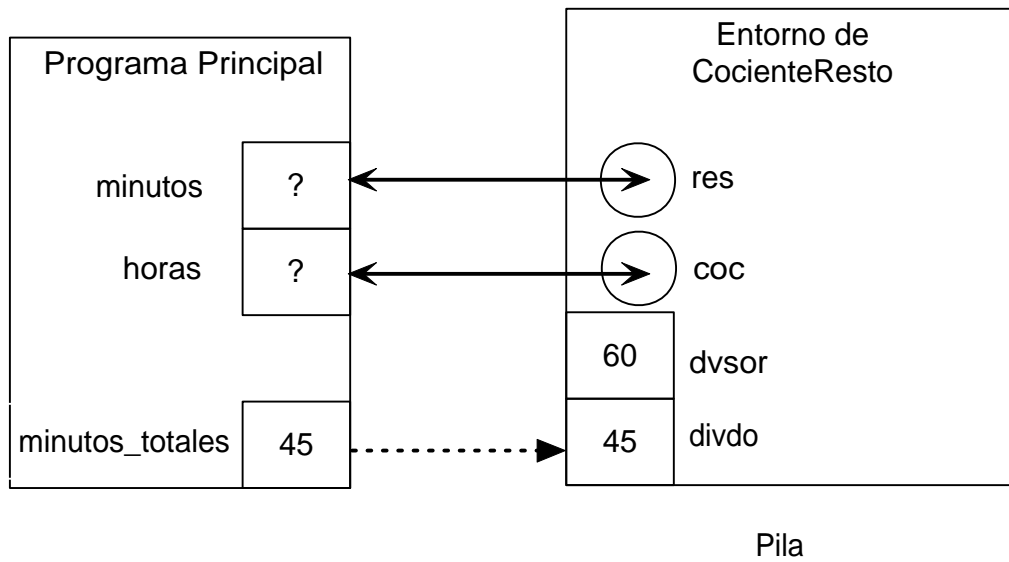 Programa Principal
minutos
?
horas
?
minutos_totales
45
Entorno de
CocienteResto
res
coc
60
dvsor
45
divdo
Pila